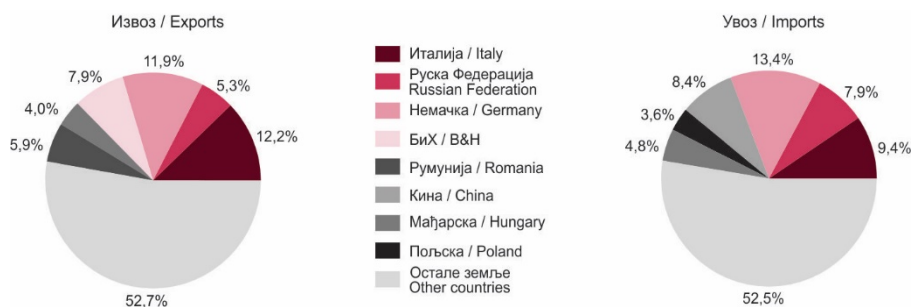 Извоз / Exports
11,9%
7,9%
5,3%
4,0%
5,9%
12,2%
52,7%
Италија / Italy
Руска Федерација
Russian Federation
Немачка / Germany
БиХ / B&H
Румунија / Romania
Кина / China
Мађарска / Hungary
Пољска / Poland
Остале земље
Other countries
Увоз / Imports
13,4%
8,4%
7,9%
3,6%
4,8%
9,4%
52,5%